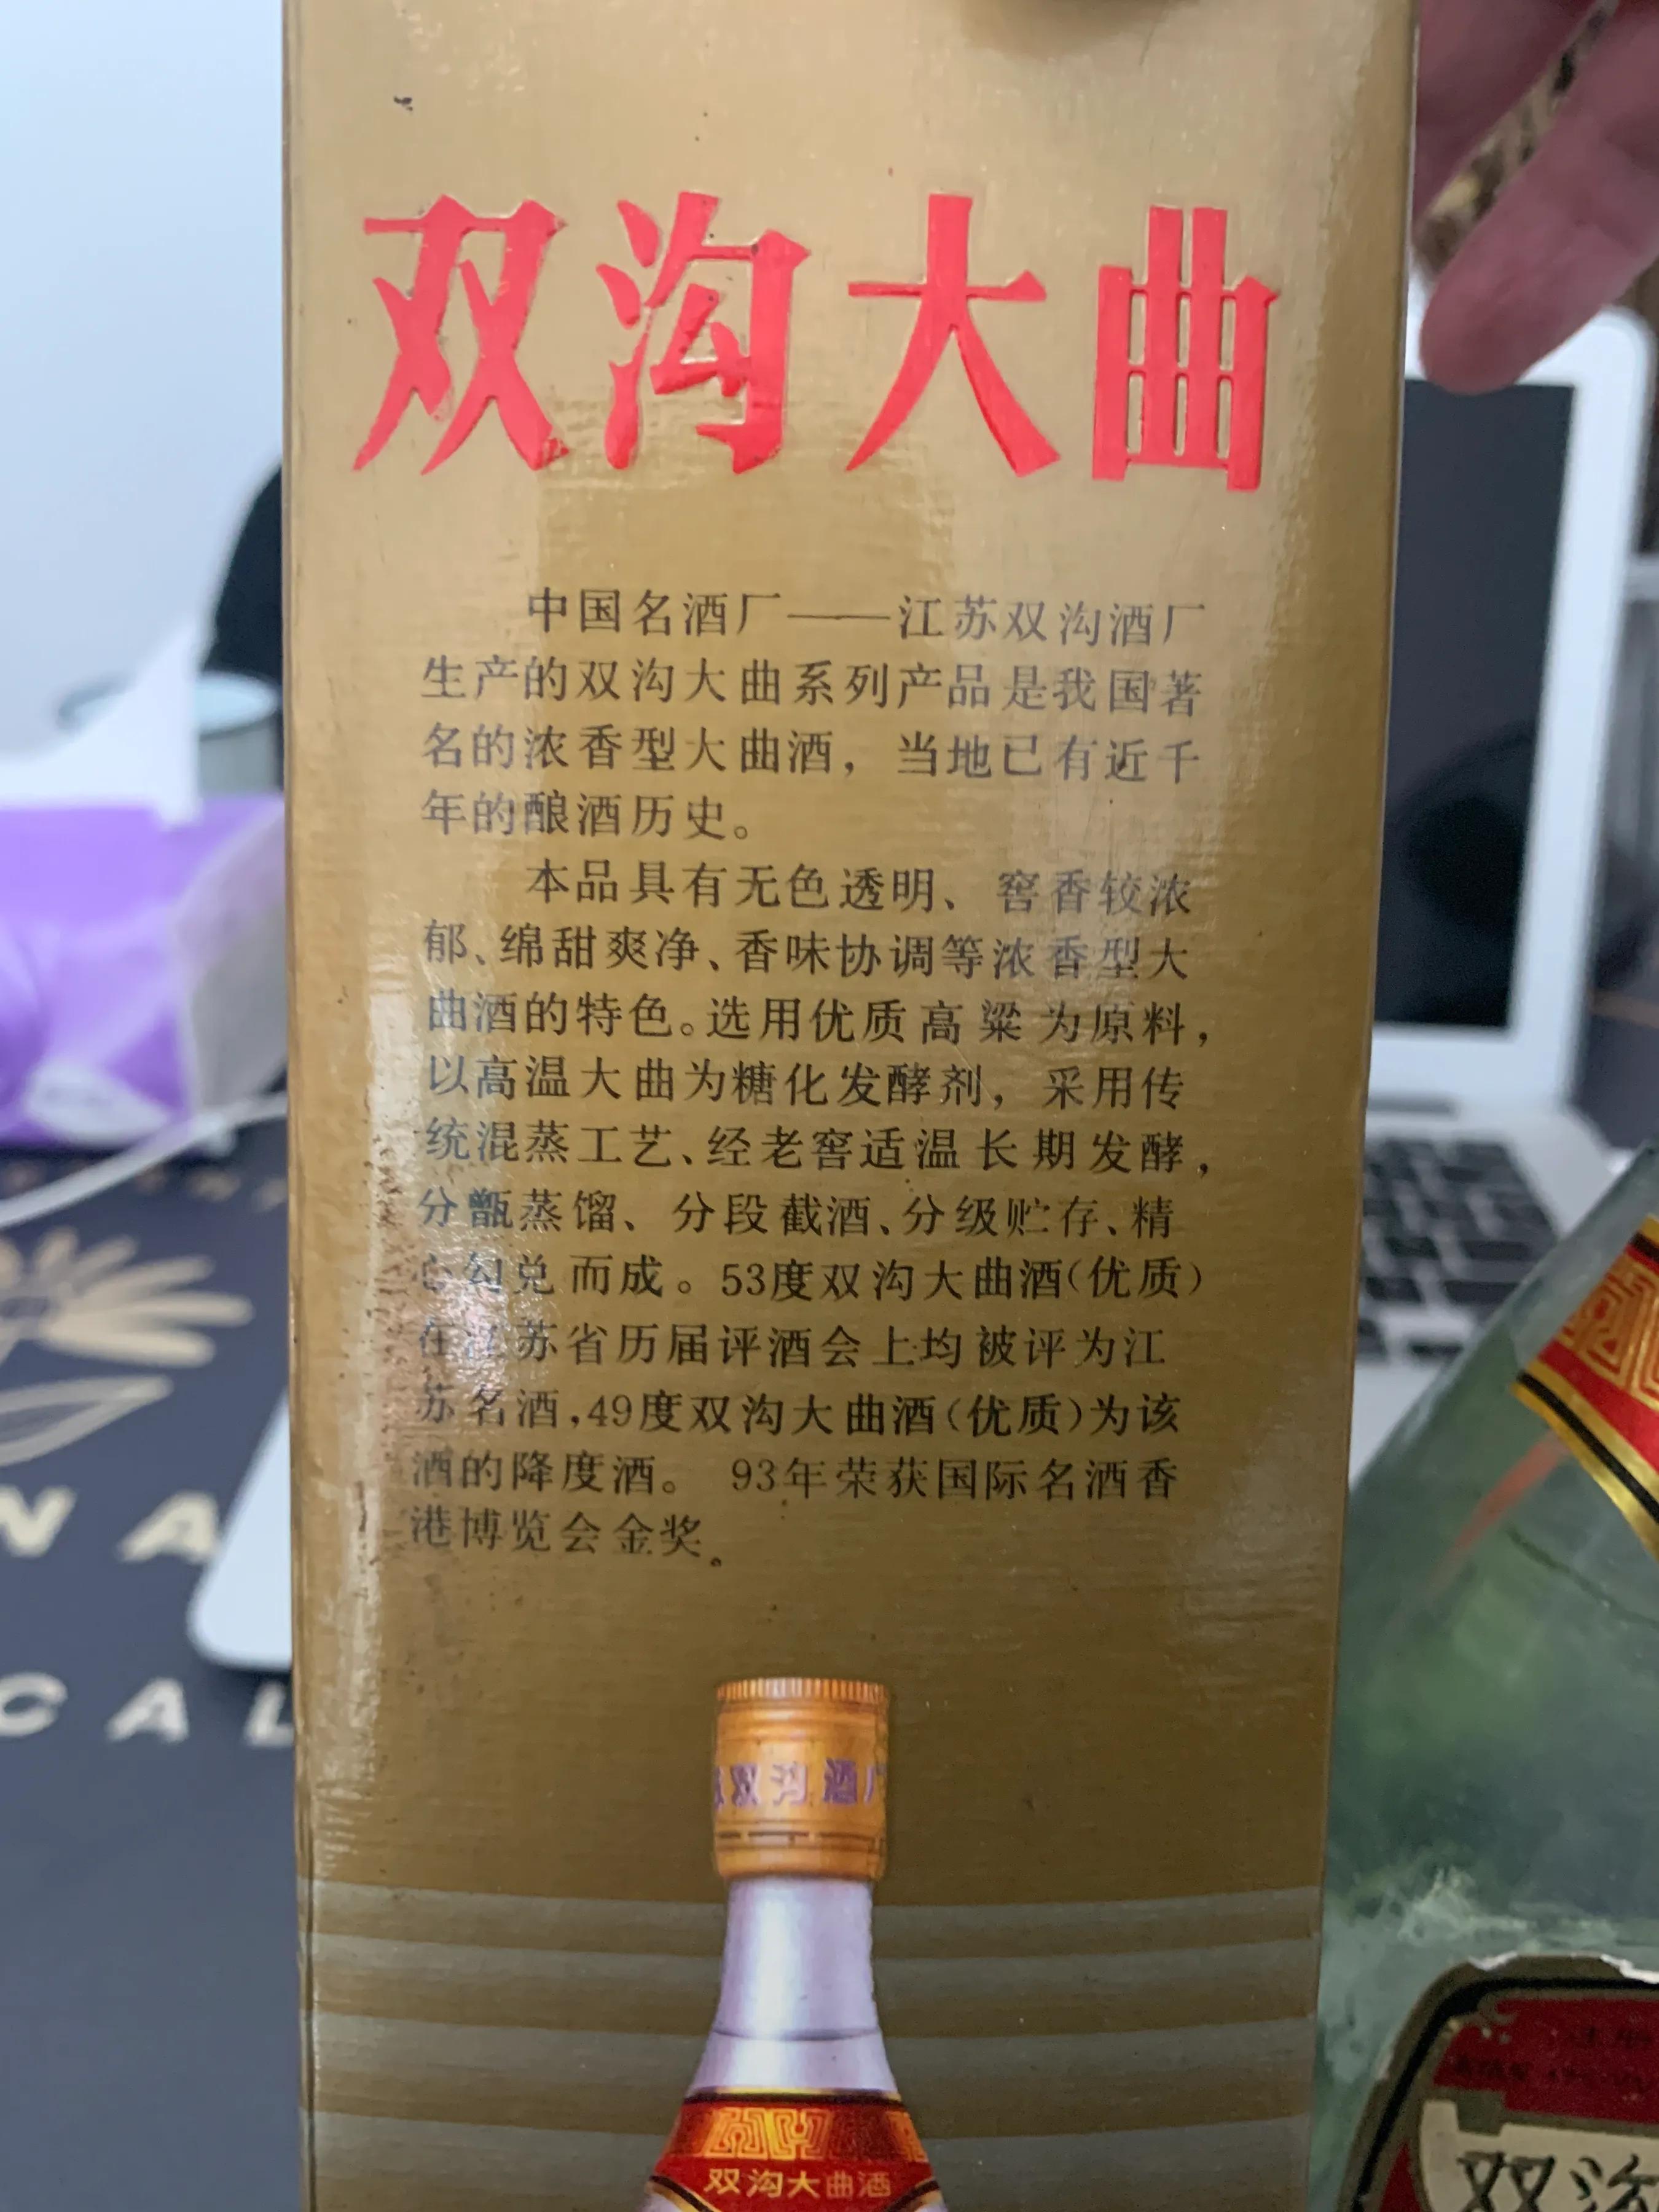 双沟大曲
中国名酒厂——江苏双沟酒厂
生产的双沟大曲系列产品是我国著
名的浓香型大曲酒，当地已有近千
年的酿酒历史。
本品具有无色透明、窖香较浓
郁、绵甜爽净、香味协调等浓香型大
曲酒的特色。选用优质高粱为原料，
以高温大曲为糖化发酵剂，采用传
统混蒸工艺、经老窖适温长期发酵，
分甑蒸馏、分段截酒、分级贮存、精
心勾兑而成。53度双沟大曲酒(优质)
在江苏省历届评酒会上均被评为江
苏名酒，49度双沟大曲酒(优质)为该
酒的降度酒。93年荣获国际名酒香
港博览会金奖。
双沟酒厂
双沟大曲酒
双沟
NA
CAL